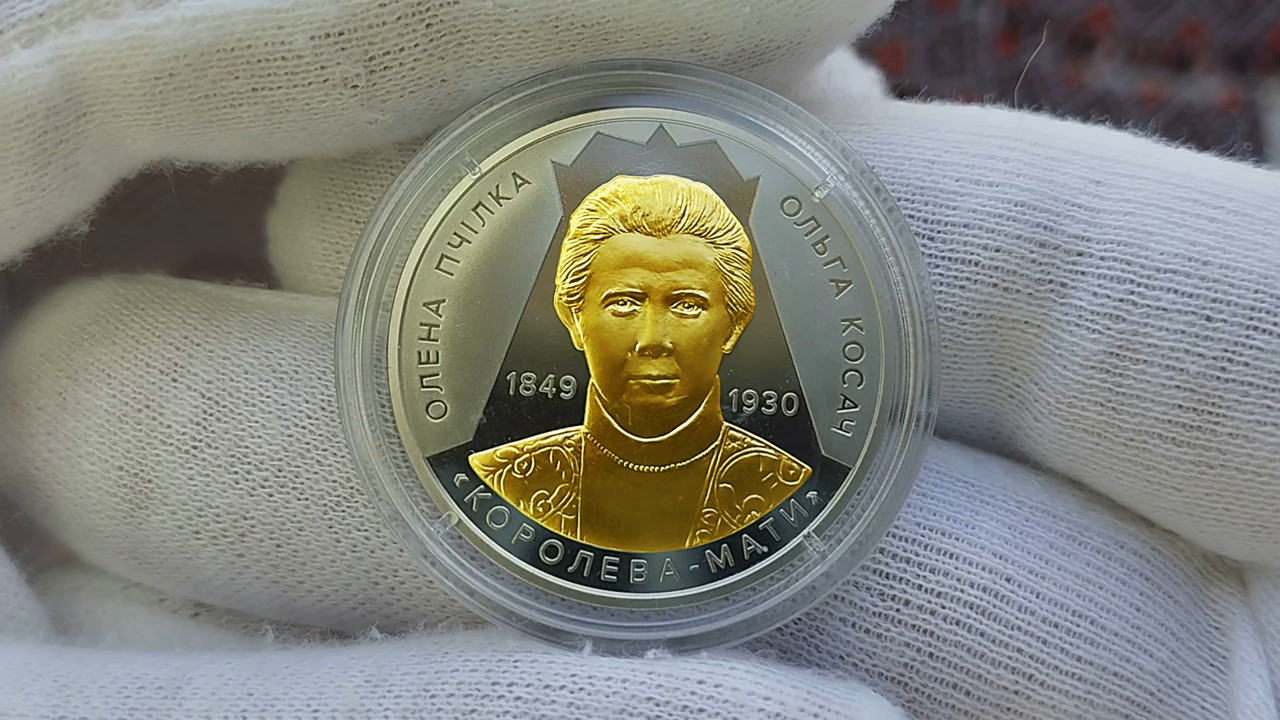 ОЛЕНА ПЧІЛКА
ОЛЬГА КОСАЧ
1849
1930
«КОРОЛЕВА-МАТИ»